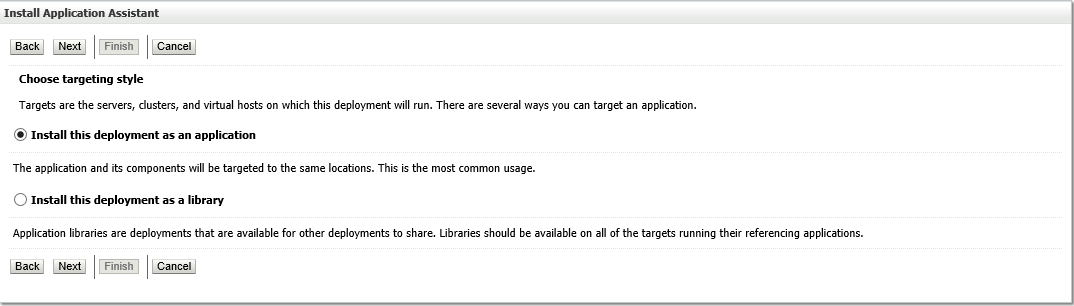 Install Application Assistant
Back Next Finish Cancel
Choose targeting style
Targets are the servers, clusters, and virtual hosts on which this deployment will run. There are several ways you can target an application.
Install this deployment as an application
The application and its components will be targeted to the same locations. This is the most common usage.
Install this deployment as a library
Application libraries are deployments that are available for other deployments to share. Libraries should be available on all of the targets running their referencing applications.
Back Next Finish Cancel